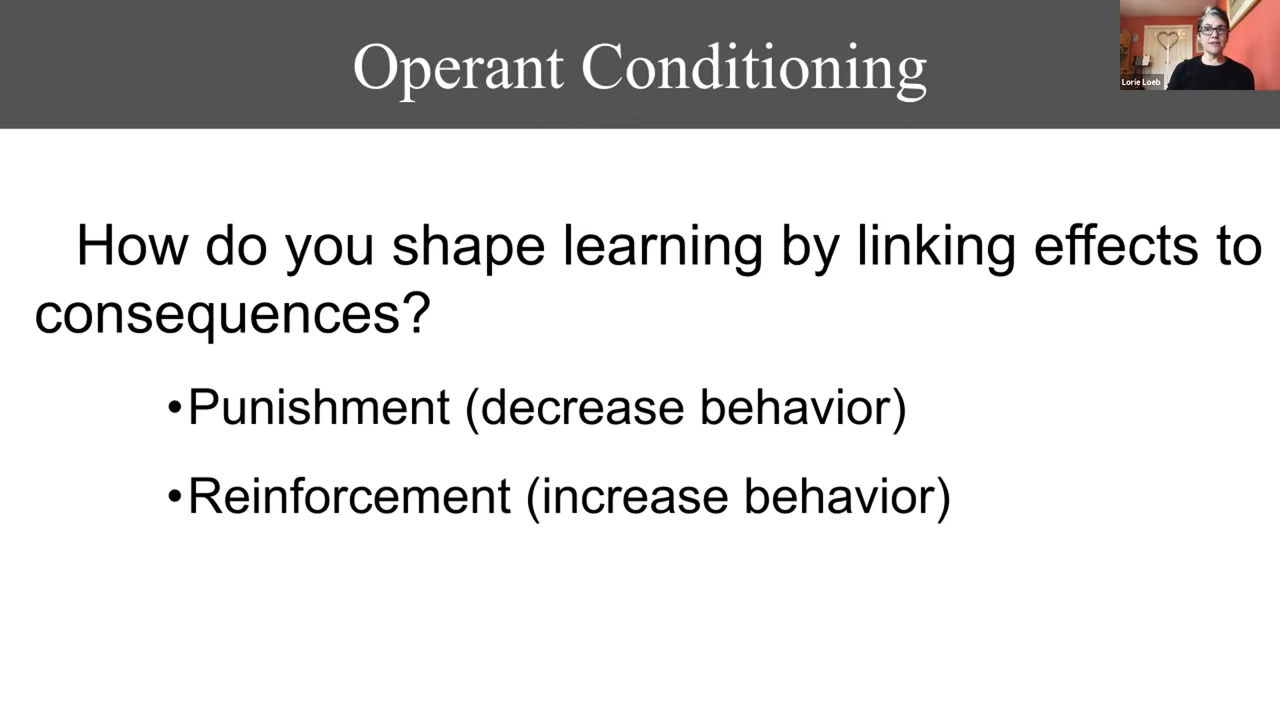 Operant Conditioning
Lorie Loeb
How do you shape learning by linking effects to
consequences?
•Punishment (decrease behavior)
•Reinforcement (increase behavior)